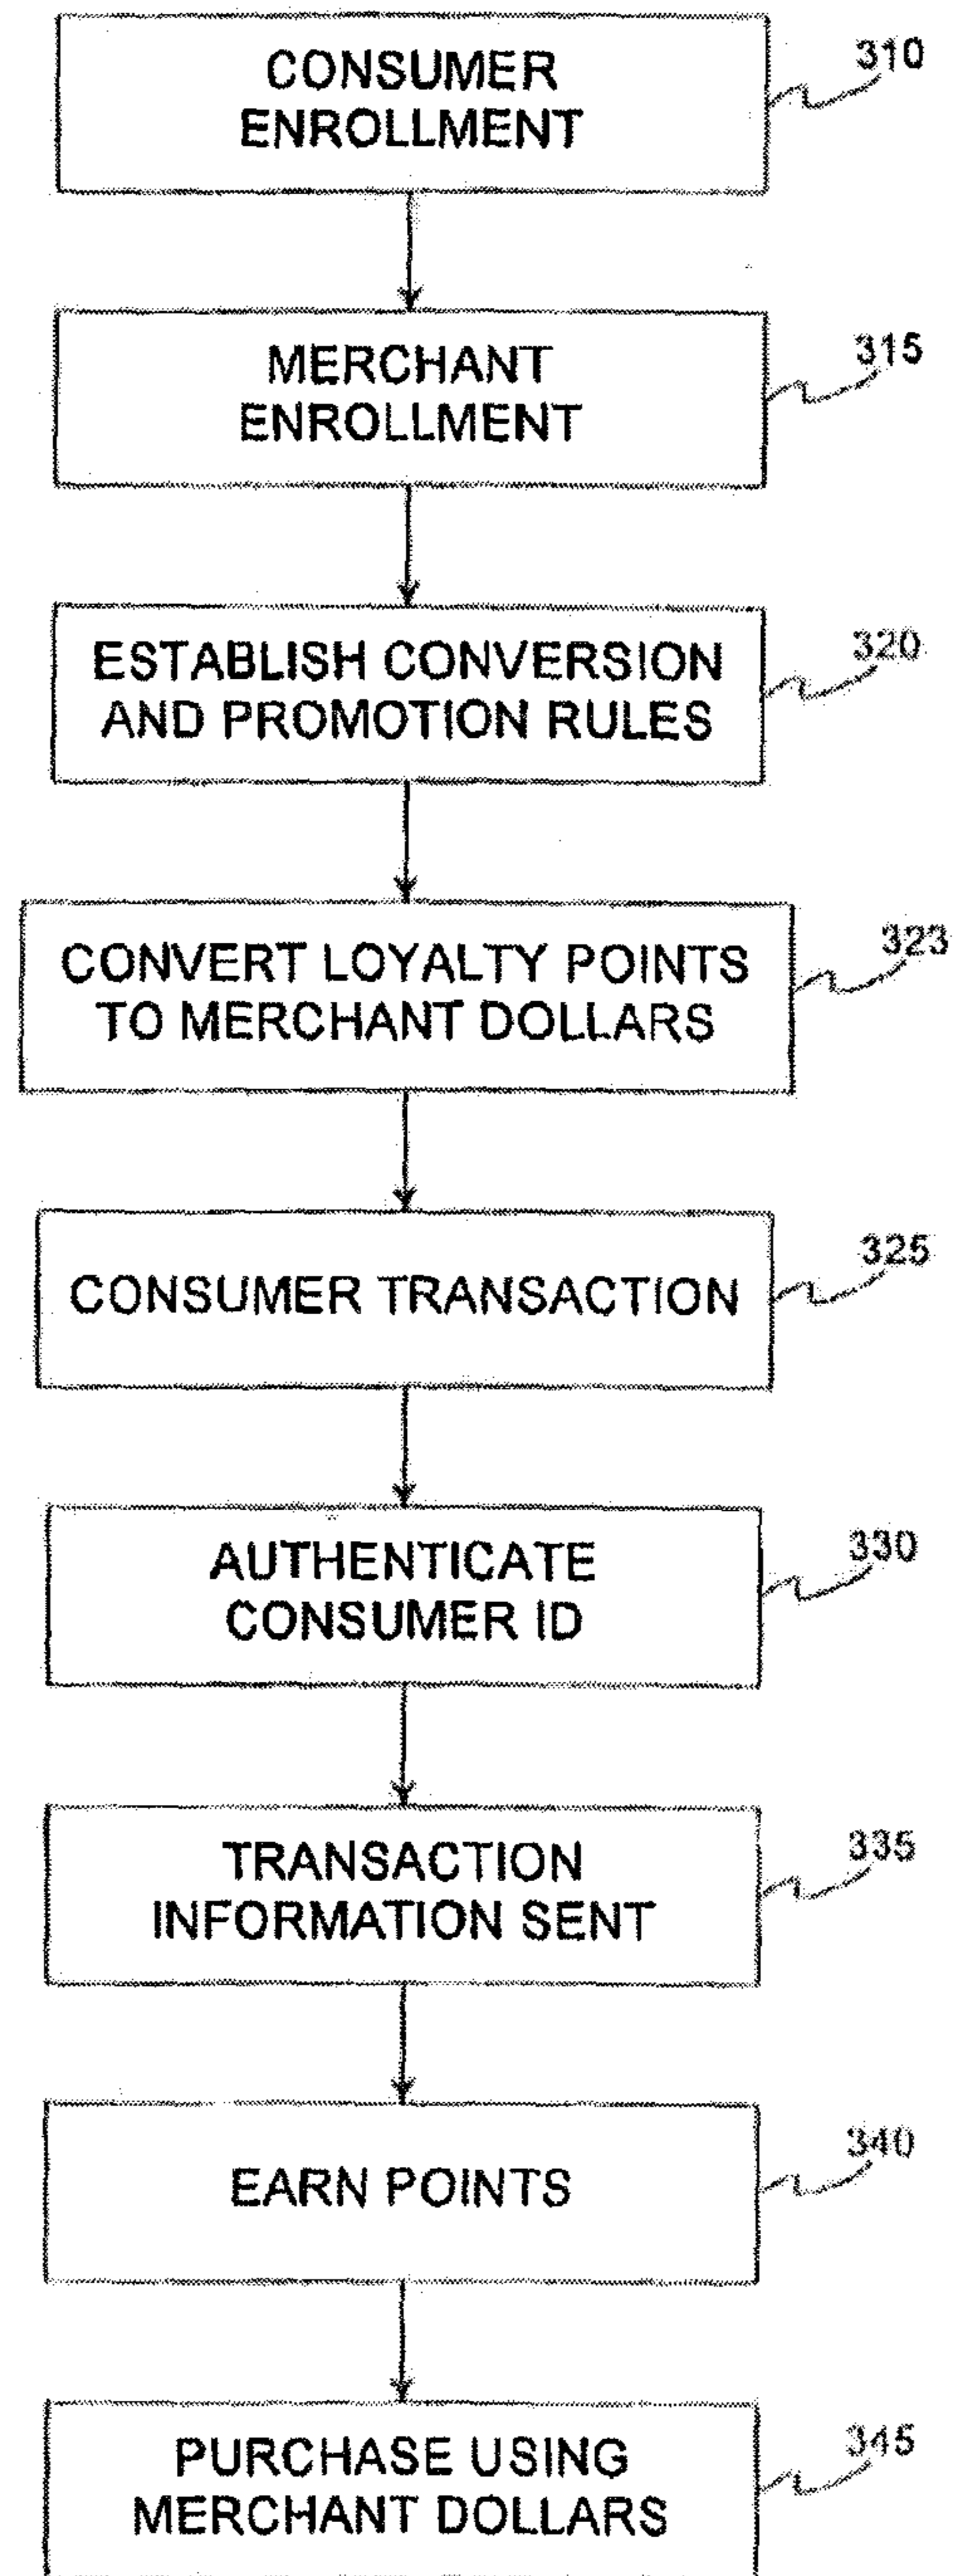 CONSUMER
ENROLLMENT
310
MERCHANT
ENROLLMENT
315
ESTABLISH CONVERSION
AND PROMOTION RULES
320
CONVERT LOYALTY POINTS
TO MERCHANT DOLLARS
323
CONSUMER TRANSACTION
325
AUTHENTICATE
CONSUMER ID
330
TRANSACTION
INFORMATION SENT
335
EARN POINTS
340
PURCHASE USING
MERCHANT DOLLARS
345